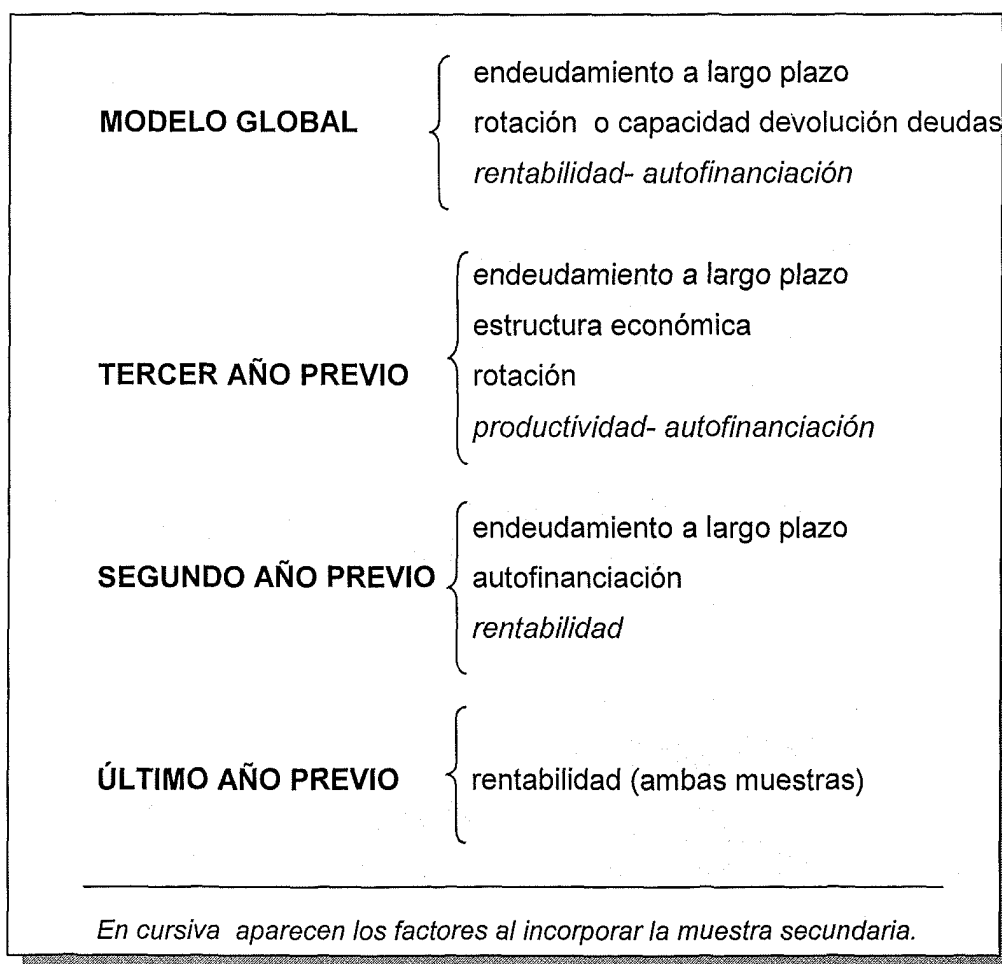 MODELO GLOBAL
endeudamiento a largo plazo
rotación o capacidad devolución deudas
rentabilidad- autofinanciación
TERCER AÑO PREVIO
endeudamiento a largo plazo
estructura económica
rotación
productividad- autofinanciación
SEGUNDO AÑO PREVIO
endeudamiento a largo plazo
autofinanciación
rentabilidad
ÚLTIMO AÑO PREVIO
rentabilidad (ambas muestras)
En cursiva aparecen los factores al incorporar la muestra secundaria.